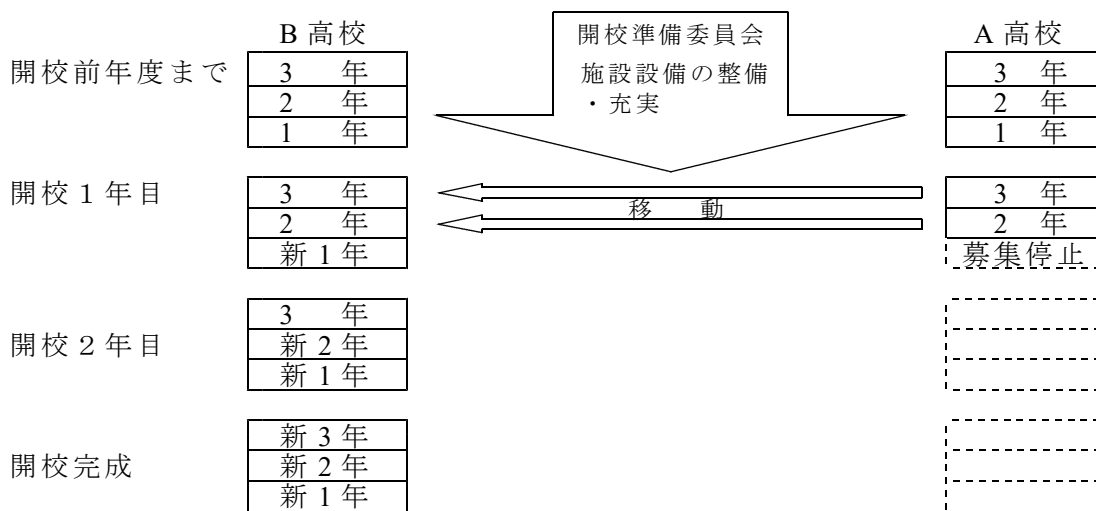 B 高校
開校準備委員会
A 高校
開校前年度まで
3 年
施設設備の整備
3 年
2 年
・充実
2 年
1 年
1 年
開校１年目
3 年
3 年
2 年
移 動
2 年
新 1 年
募集停止
3 年
開校２年目
新 2 年
新 1 年
新 3 年
開校完成
新 2 年
新 1 年